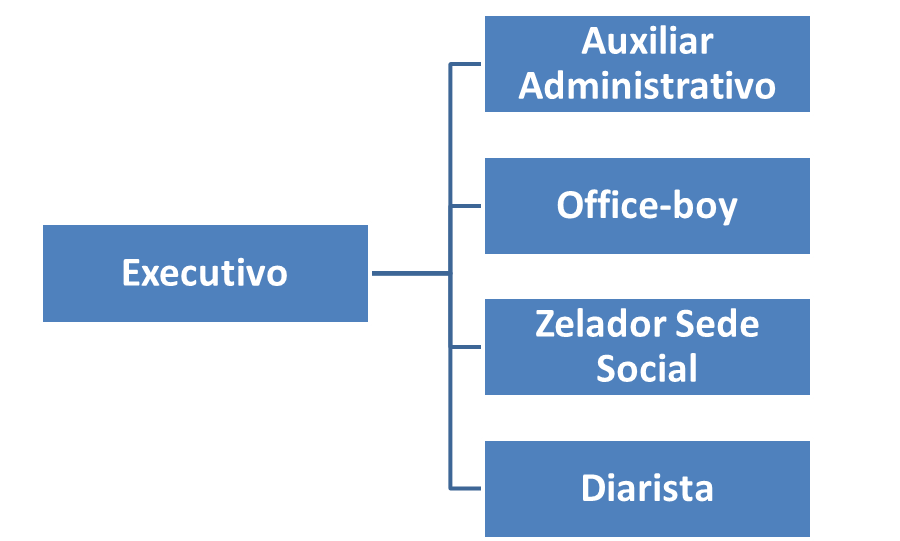 Auxiliar
Administrativo
Office-boy
Executivo
Zelador Sede
Social
Diarista